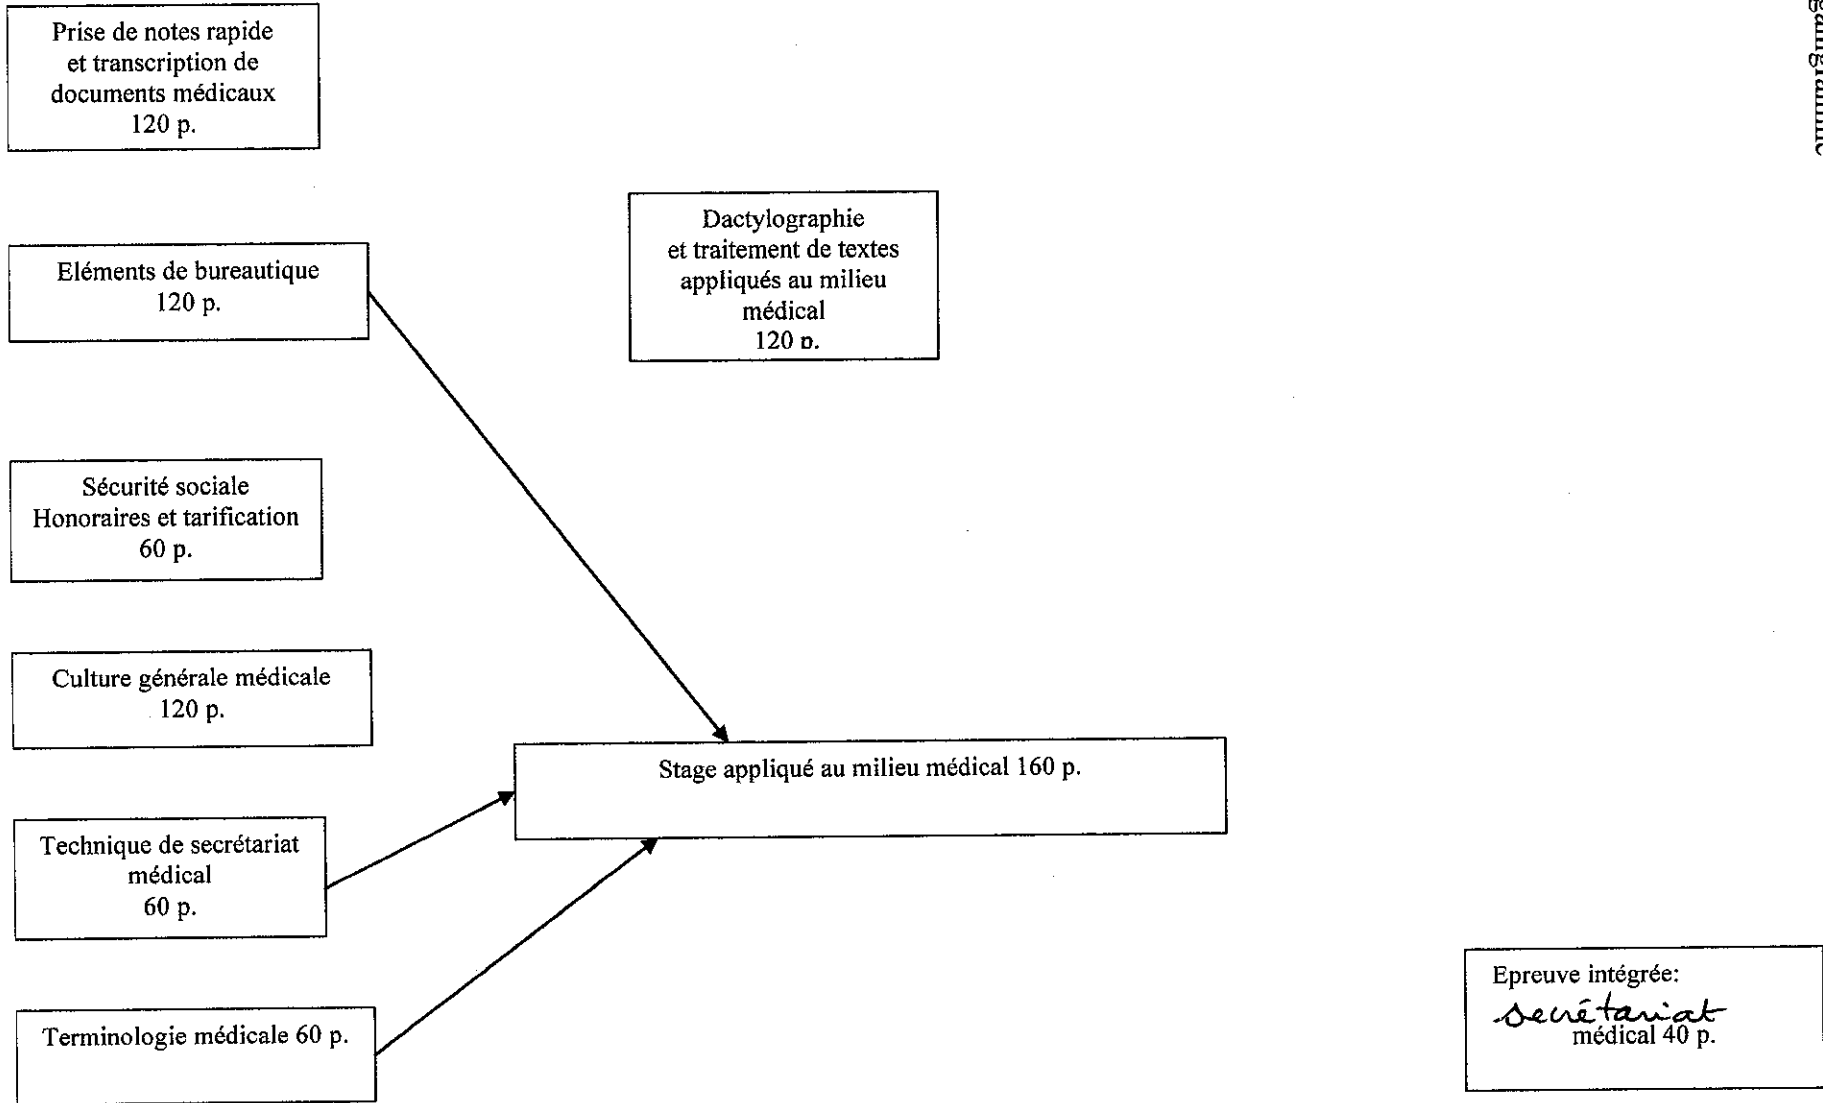 Prise de notes rapide
et transcription de
documents médicaux
120 p.
Eléments de bureautique
120 p.
Dactylographie
et traitement de textes
appliqués au milieu
médical
120 p.
Sécurité sociale
Honoraires et tarification
60 p.
Culture générale médicale
120 p.
Stage appliqué au milieu médical 160 p.
Technique de secrétariat
médical
60 p.
Terminologie médicale 60 p.
Epreuve intégrée:
secrétariat
médical 40 p.